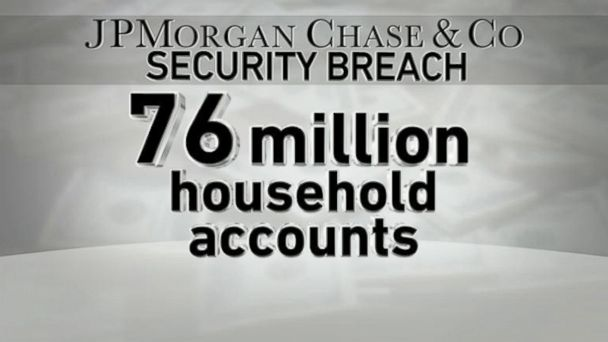 JPMORGAN CHASE & CO
SECURITY BREACH
76 million
household
accounts